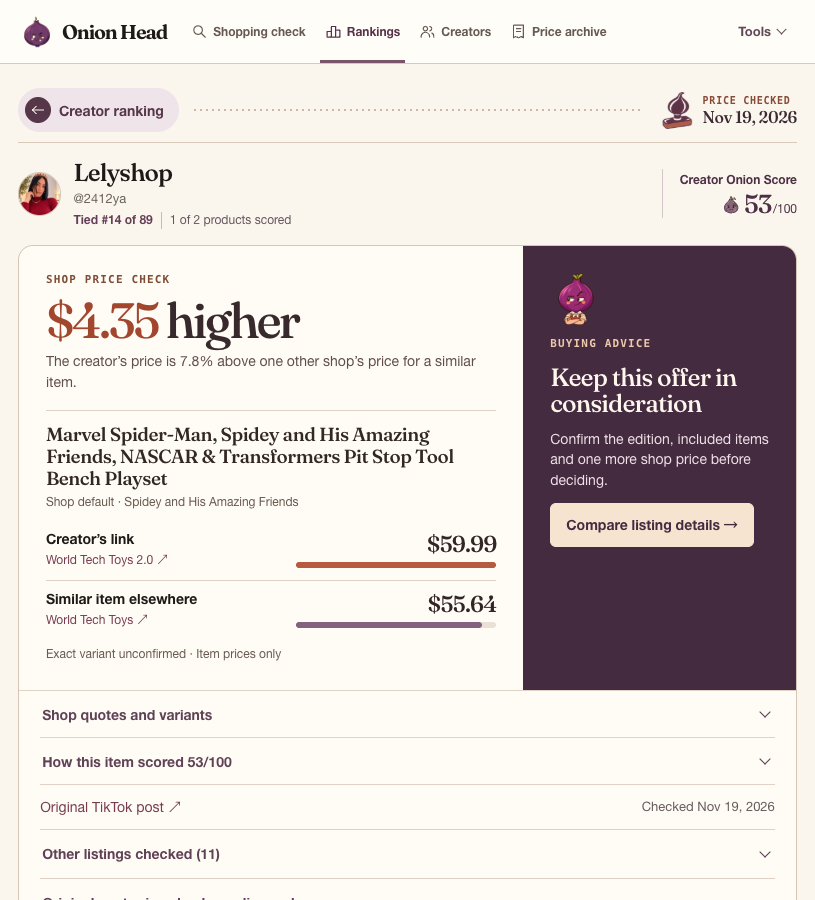 Onion Head
Shopping check
Rankings
Creators
Price archive
Tools
Creator ranking
PRICE CHECKED
Nov 19, 2026
Lelyshop
@2412ya
Tied #14 of 89
1 of 2 products scored
Creator Onion Score
53/100
SHOP PRICE CHECK
$4.35 higher
The creator’s price is 7.8% above one other shop’s price for a similar
item.
Marvel Spider-Man, Spidey and His Amazing
Friends, NASCAR & Transformers Pit Stop Tool
Bench Playset
Shop default · Spidey and His Amazing Friends
Creator’s link
World Tech Toys 2.0 ↗
$59.99
Similar item elsewhere
World Tech Toys ↗
$55.64
Exact variant unconfirmed · Item prices only
BUYING ADVICE
Keep this offer in
consideration
Confirm the edition, included items
and one more shop price before
deciding.
Compare listing details →
Shop quotes and variants
How this item scored 53/100
Original TikTok post ↗
Checked Nov 19, 2026
Other listings checked (11)